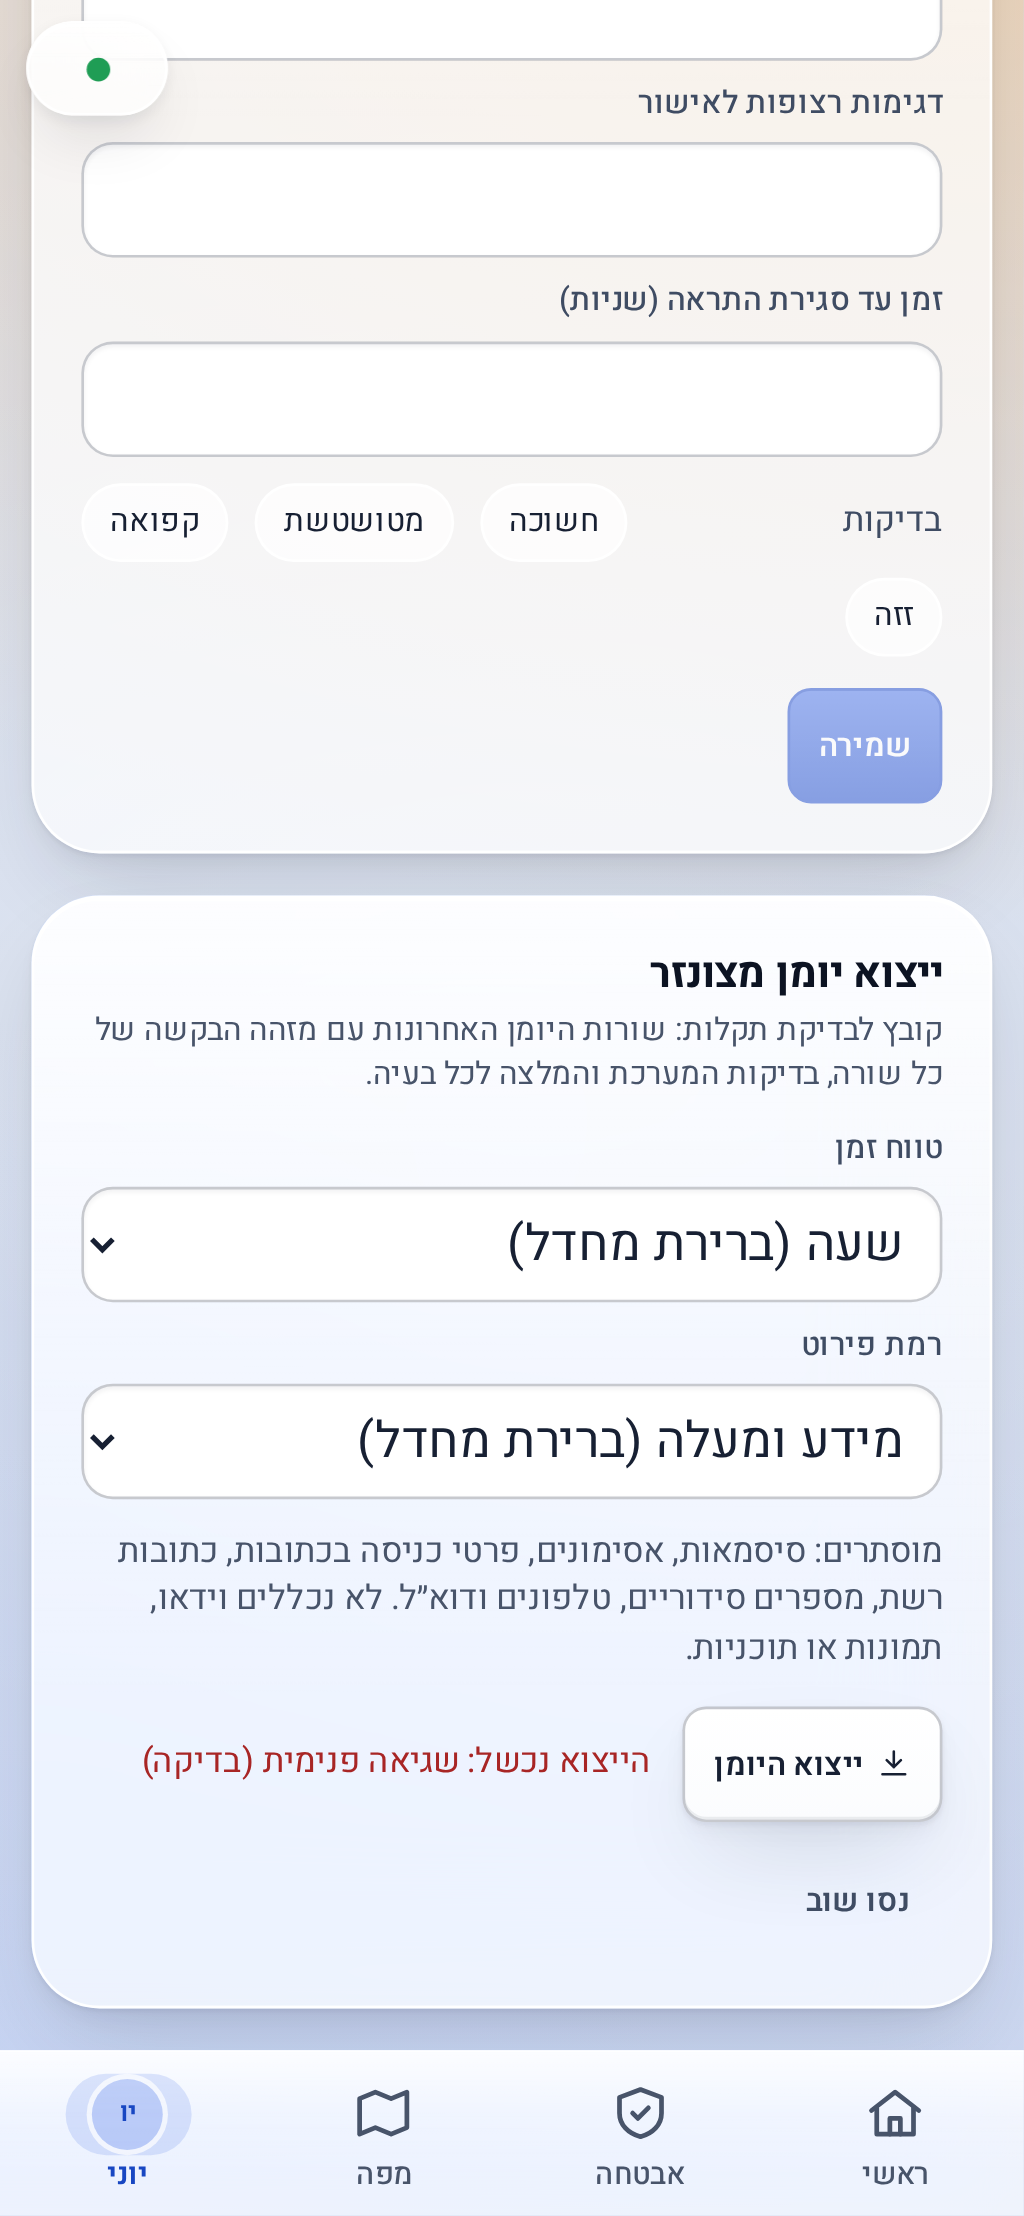 דגימות רצופות לאישור
זמן עד סגירת התראה (שניות)
בדיקות
חשוכה
מטושטשת
קפואה
זזה
שמירה
ייצוא יומן מצונזר
קובץ לבדיקת תקלות: שורות היומן האחרונות עם מזהה הבקשה של
כל שורה, בדיקות המערכת והמלצה לכל בעיה.
טווח זמן
שעה (ברירת מחדל)
רמת פירוט
מידע ומעלה (ברירת מחדל)
מוסתרים: סיסמאות, אסימונים, פרטי כניסה בכתובות, כתובות
רשת, מספרים סידוריים, טלפונים ודוא״ל. לא נכללים וידאו,
תמונות או תוכניות.
ייצוא היומן
הייצוא נכשל: שגיאה פנימית (בדיקה)
נסו שוב
ראשי
אבטחה
מפה
יו
יוני